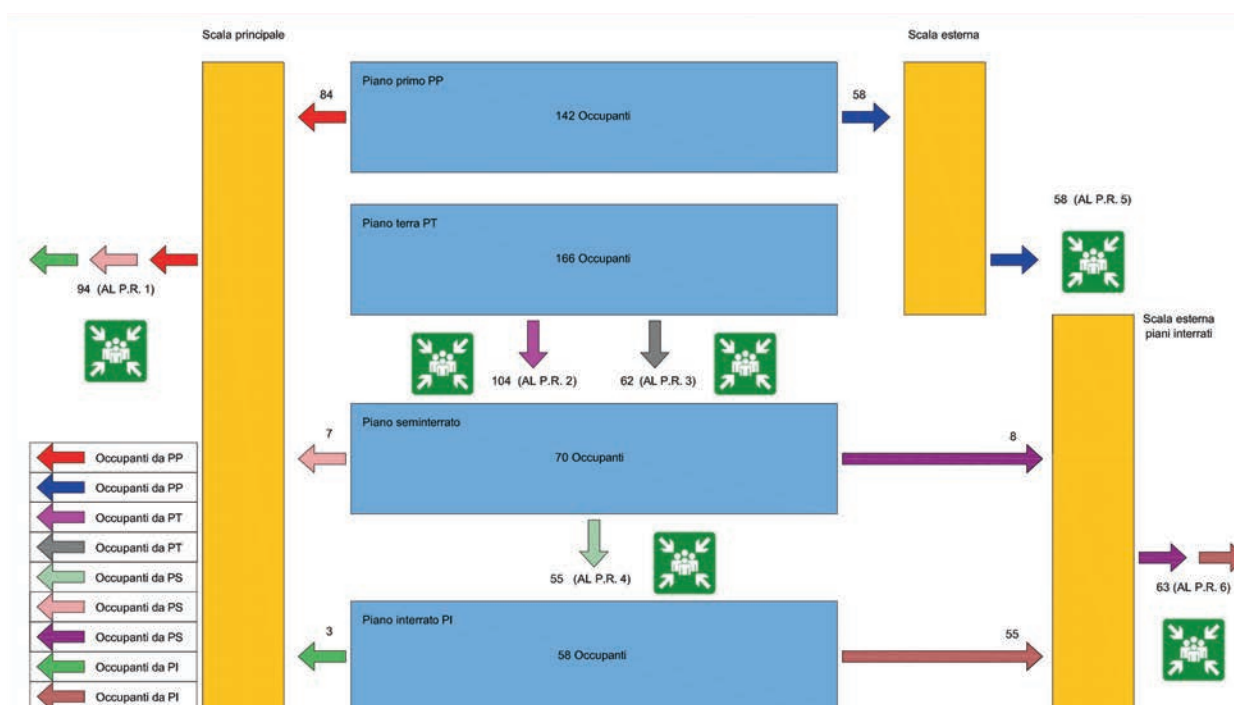 Scala principale
Scala esterna
Piano primo PP
84
58
142 Occupanti
Piano terra PT
58 (AL P.R. 5)
166 Occupanti
94 (AL P.R. 1)
Scala esterna
piani interrati
104 (AL P.R. 2)
62 (AL P.R. 3)
Piano seminterrato
7
8
70 Occupanti
Occupanti da PP
Occupanti da PP
Occupanti da PT
Occupanti da PT
Occupanti da PS
Occupanti da PS
Occupanti da PS
Occupanti da PI
Occupanti da PI
55 (AL P.R. 4)
63 (AL P.R. 6)
Piano interrato PI
3
55
58 Occupanti